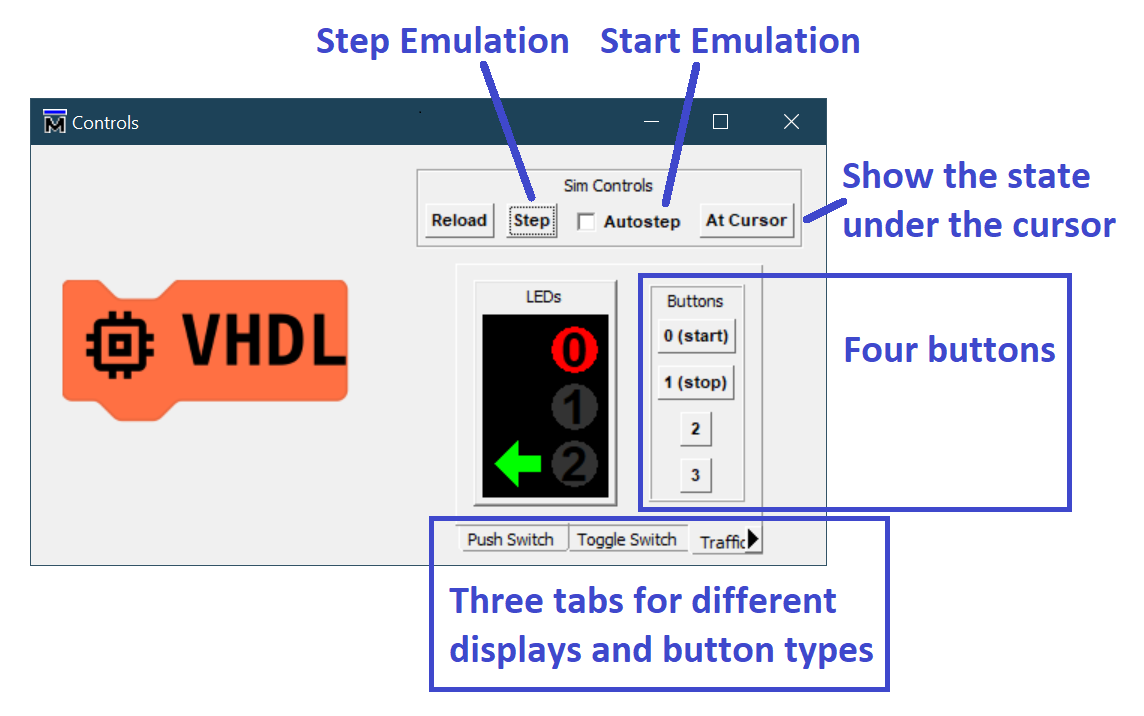 Step Emulation Start Emulation
Controls
Show the state
under the cursor
Sim Controls
Reload Step Autostep At Cursor
VHDL
LEDs
0
1
2
Buttons
0 (start)
1 (stop)
2
3
Four buttons
Push Switch Toggle Switch Traffic
Three tabs for different
displays and button types